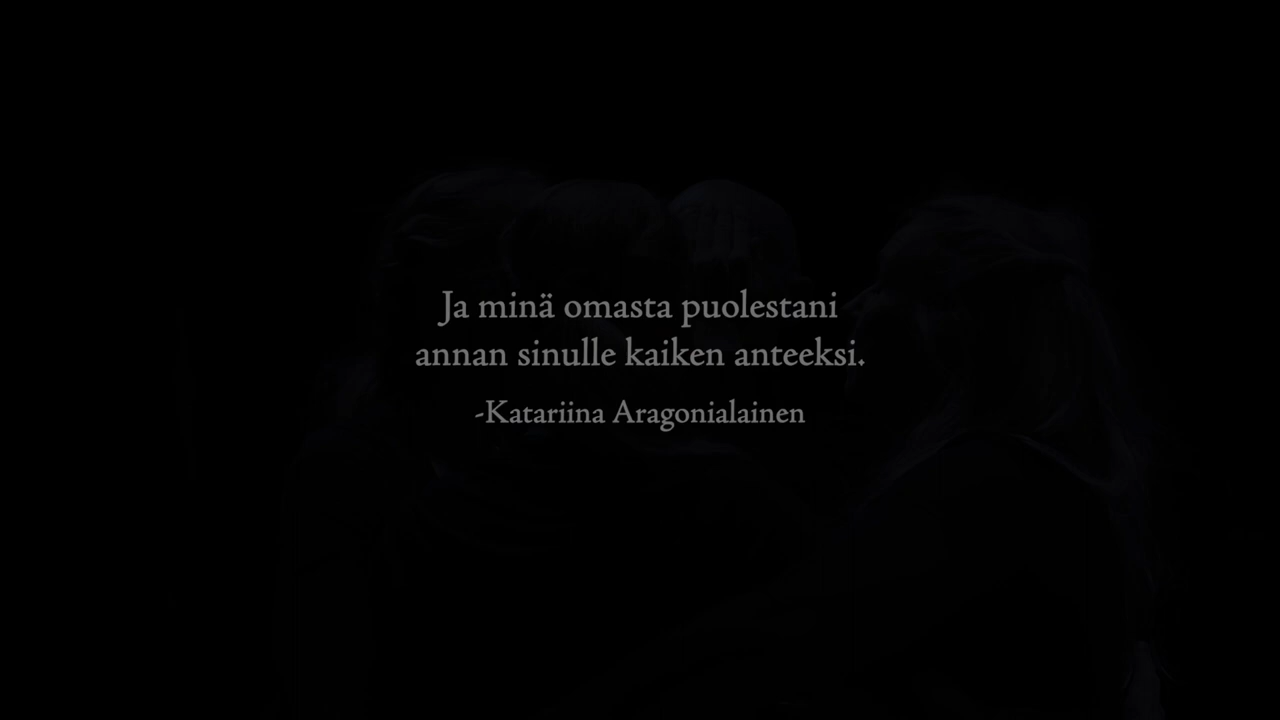 Ja minä omasta puolestani
annan sinulle kaiken anteeksi.
-Katariina Aragonialainen